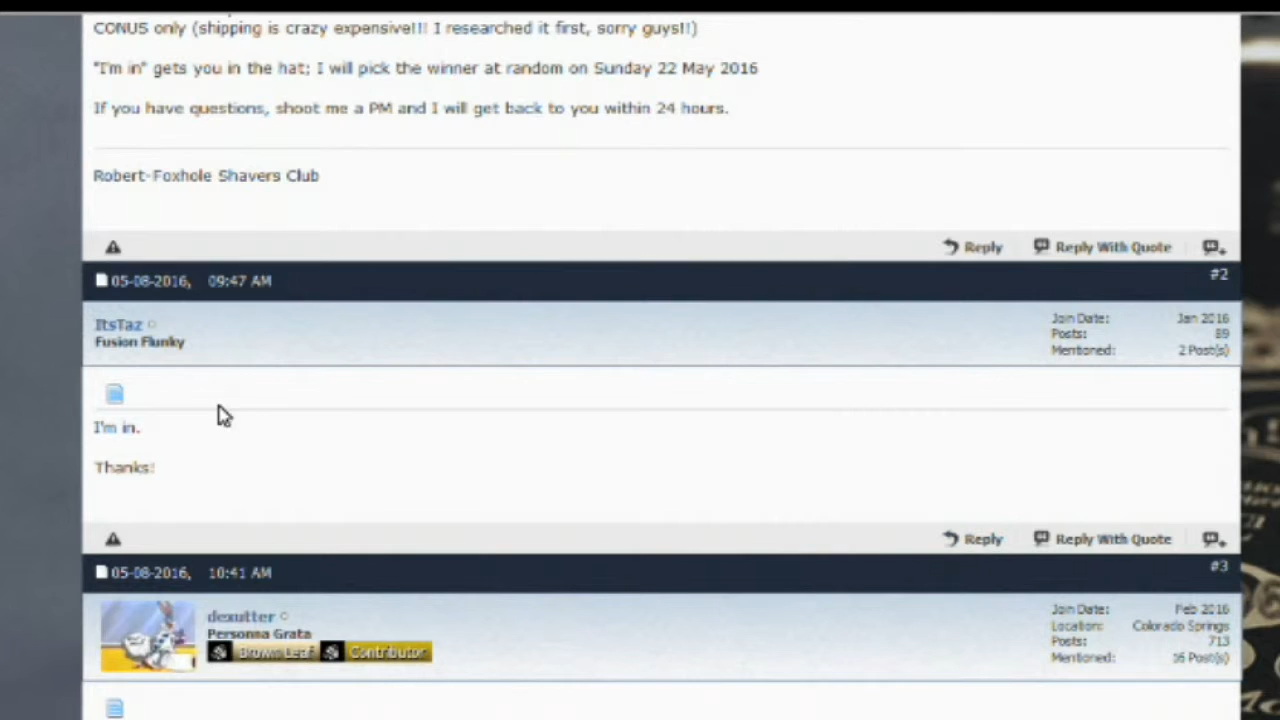 CONUS only (shipping is crazy expensive!!! I researched it first, sorry guys!!)
"I'm in" gets you in the hat; I will pick the winner at random on Sunday 22 May 2016
If you have questions, shoot me a PM and I will get back to you within 24 hours.
Robert-Foxhole Shavers Club
Reply Reply With Quote
05-08-2016, 09:47 AM #2
ItsTaz Join Date: Jan 2016
Fusion Flunky Posts: 89
Mentioned: 2 Post(s)
I'm in.
Thanks!
Reply Reply With Quote
05-08-2016, 10:41 AM #3
dexutter Join Date: Feb 2016
Personna Grata Location: Colorado Springs
Brown Leaf Contributor Posts: 713
Mentioned: 16 Post(s)